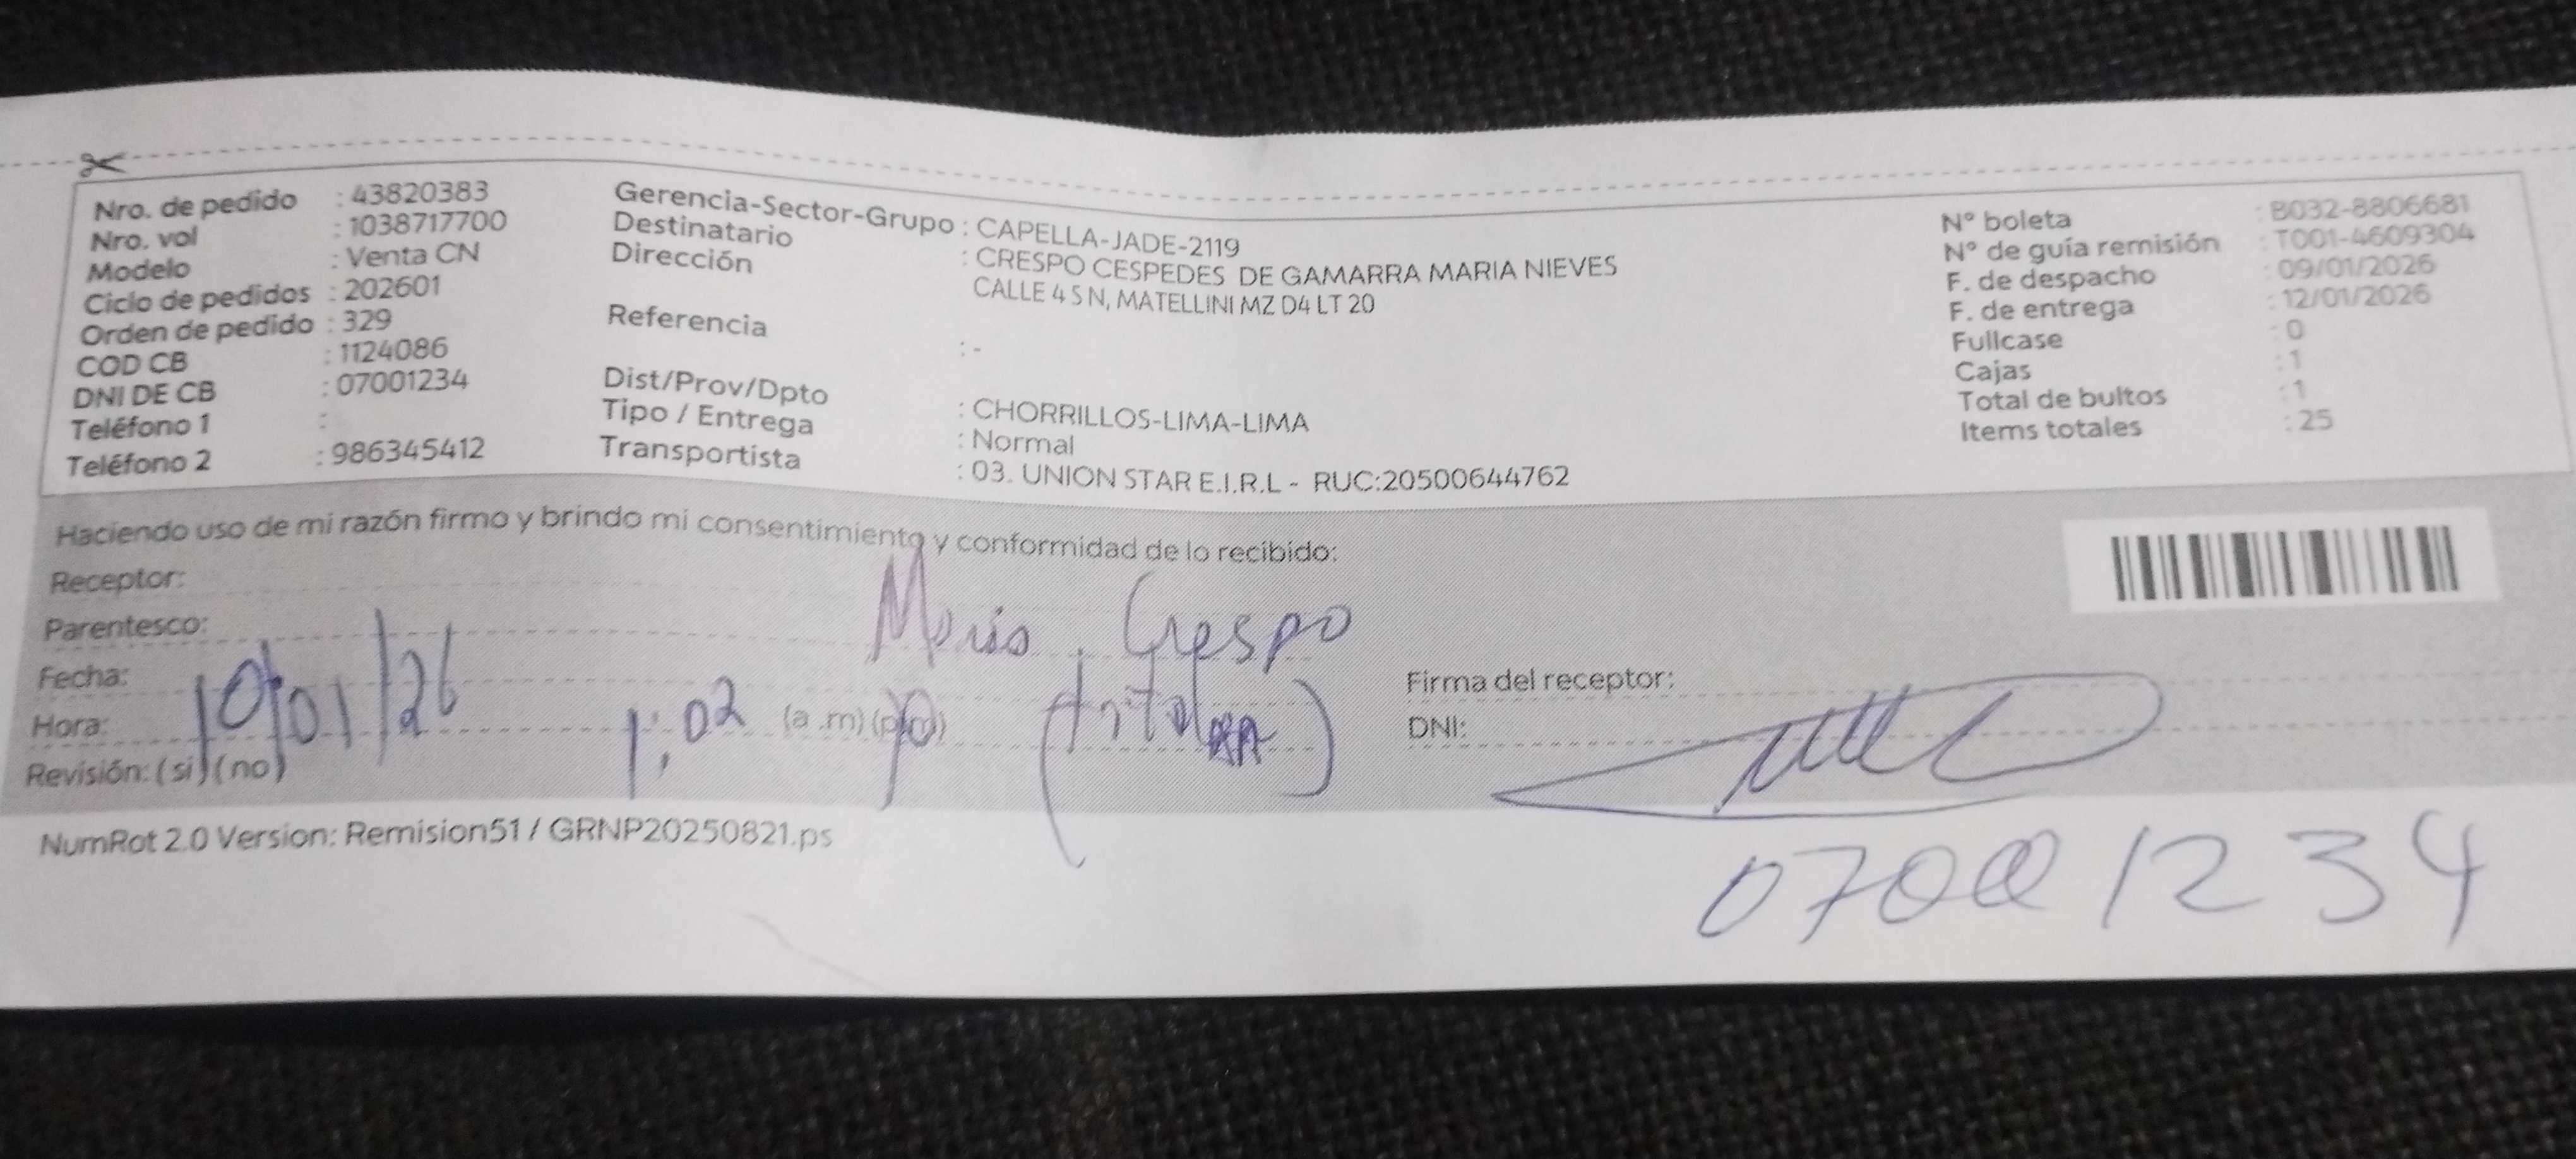 Nro. de pedido : 43820383
Nro. vol : 1038717700
Modelo : Venta CN
Ciclo de pedidos : 202601
Orden de pedido : 329
COD CB : 1124086
DNI DE CB : 07001234
Teléfono 1 :
Teléfono 2 : 986345412
Gerencia-Sector-Grupo : CAPELLA-JADE-2119
Destinatario : CRESPO CESPEDES DE GAMARRA MARIA NIEVES
Dirección CALLE 4 S N, MATELLINI MZ D4 LT 20
Referencia : -
Dist/Prov/Dpto : CHORRILLOS-LIMA-LIMA
Tipo / Entrega : Normal
Transportista : 03. UNION STAR E.I.R.L - RUC:20500644762
N° boleta : B032-8806681
N° de guía remisión : T001-4609304
F. de despacho : 09/01/2026
F. de entrega : 12/01/2026
Fullcase : 0
Cajas : 1
Total de bultos : 1
Items totales : 25
Haciendo uso de mi razón firmo y brindo mi consentimiento y conformidad de lo recibido:
Receptor:
Parentesco: Maria Crespo
Fecha: 10/01/26
Hora: 1:02 (a .m) (p.m)
Revisión: (si) (no)
Firma del receptor:
DNI: 07001234
NumRot 2.0 Version: Remision51 / GRNP20250821.ps